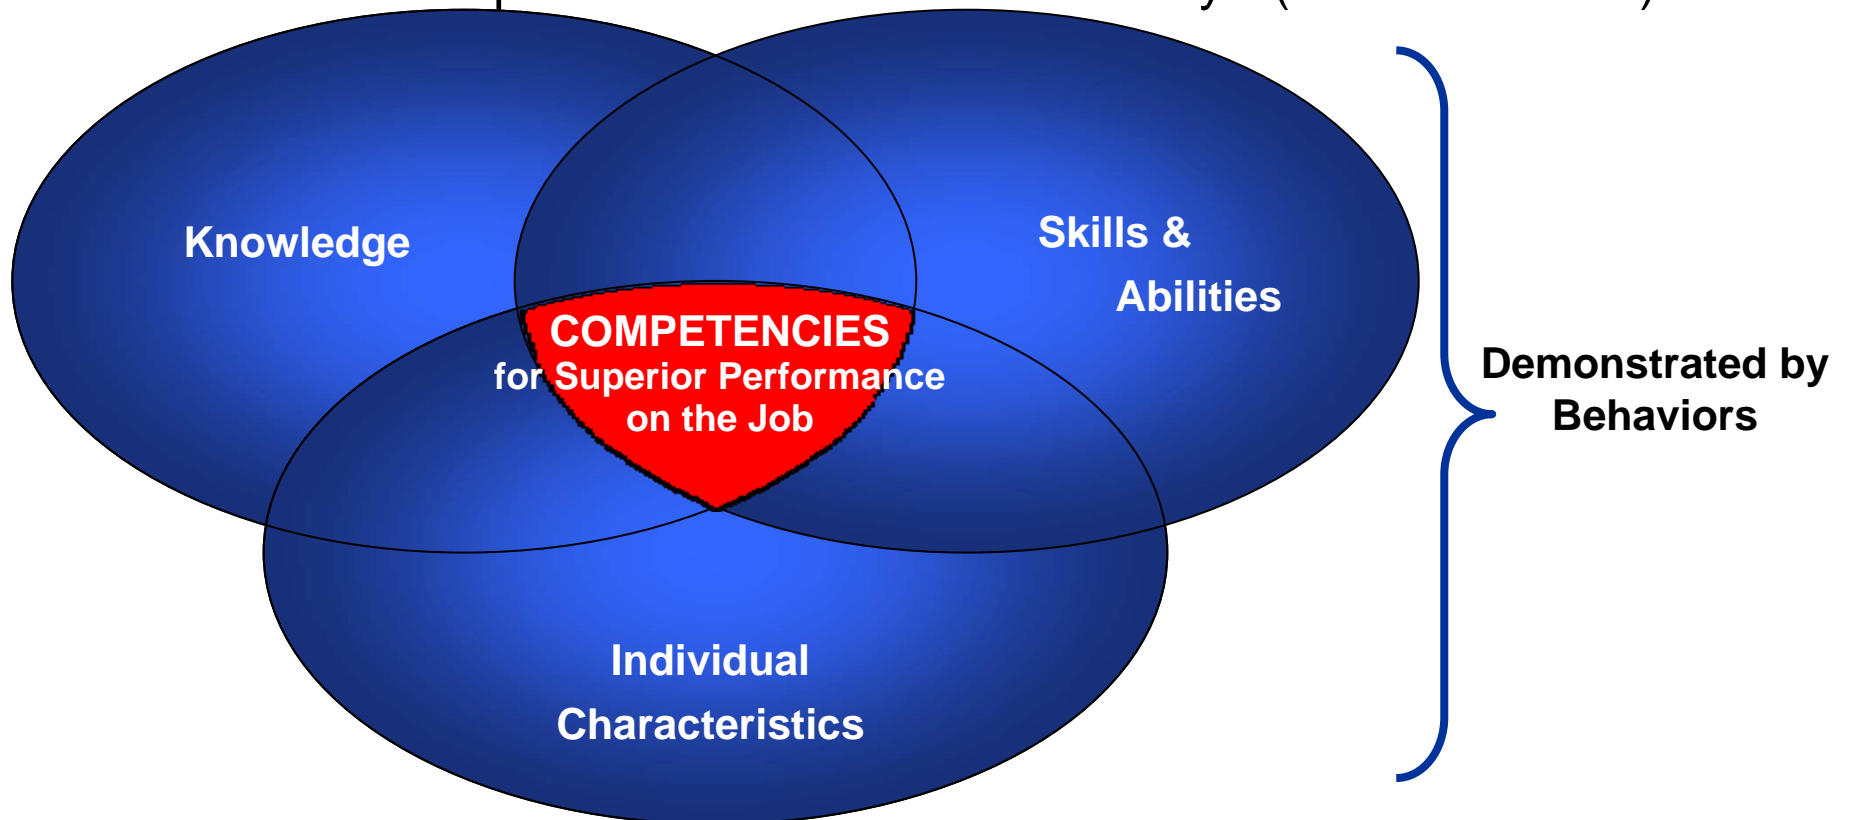 Knowledge
Skills &
Abilities
COMPETENCIES
for Superior Performance
on the Job
Demonstrated by
Behaviors
Individual
Characteristics